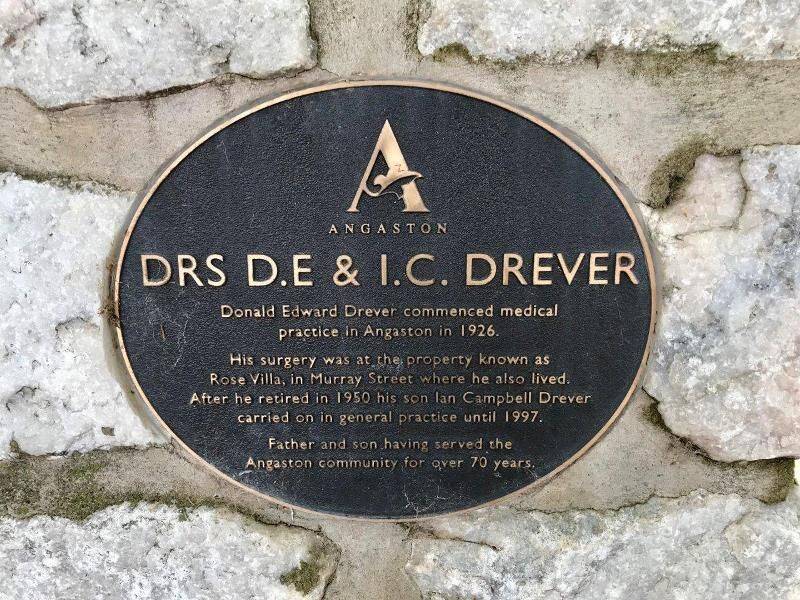 A
ANGASTON
DRS D.E & I.C. DREVER
Donald Edward Drever commenced medical
practice in Angaston in 1926.
His surgery was at the property known as
Rose Villa, in Murray Street where he also lived.
After he retired in 1950 his son Ian Campbell Drever
carried on in general practice until 1997.
Father and son having served the
Angaston community for over 70 years.